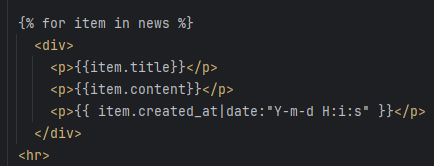 {% for item in news %}
<div>
<p>{{item.title}}</p>
<p>{{item.content}}</p>
<p>{{ item.created_at|date:"Y-m-d H:i:s" }}</p>
</div>
<hr>